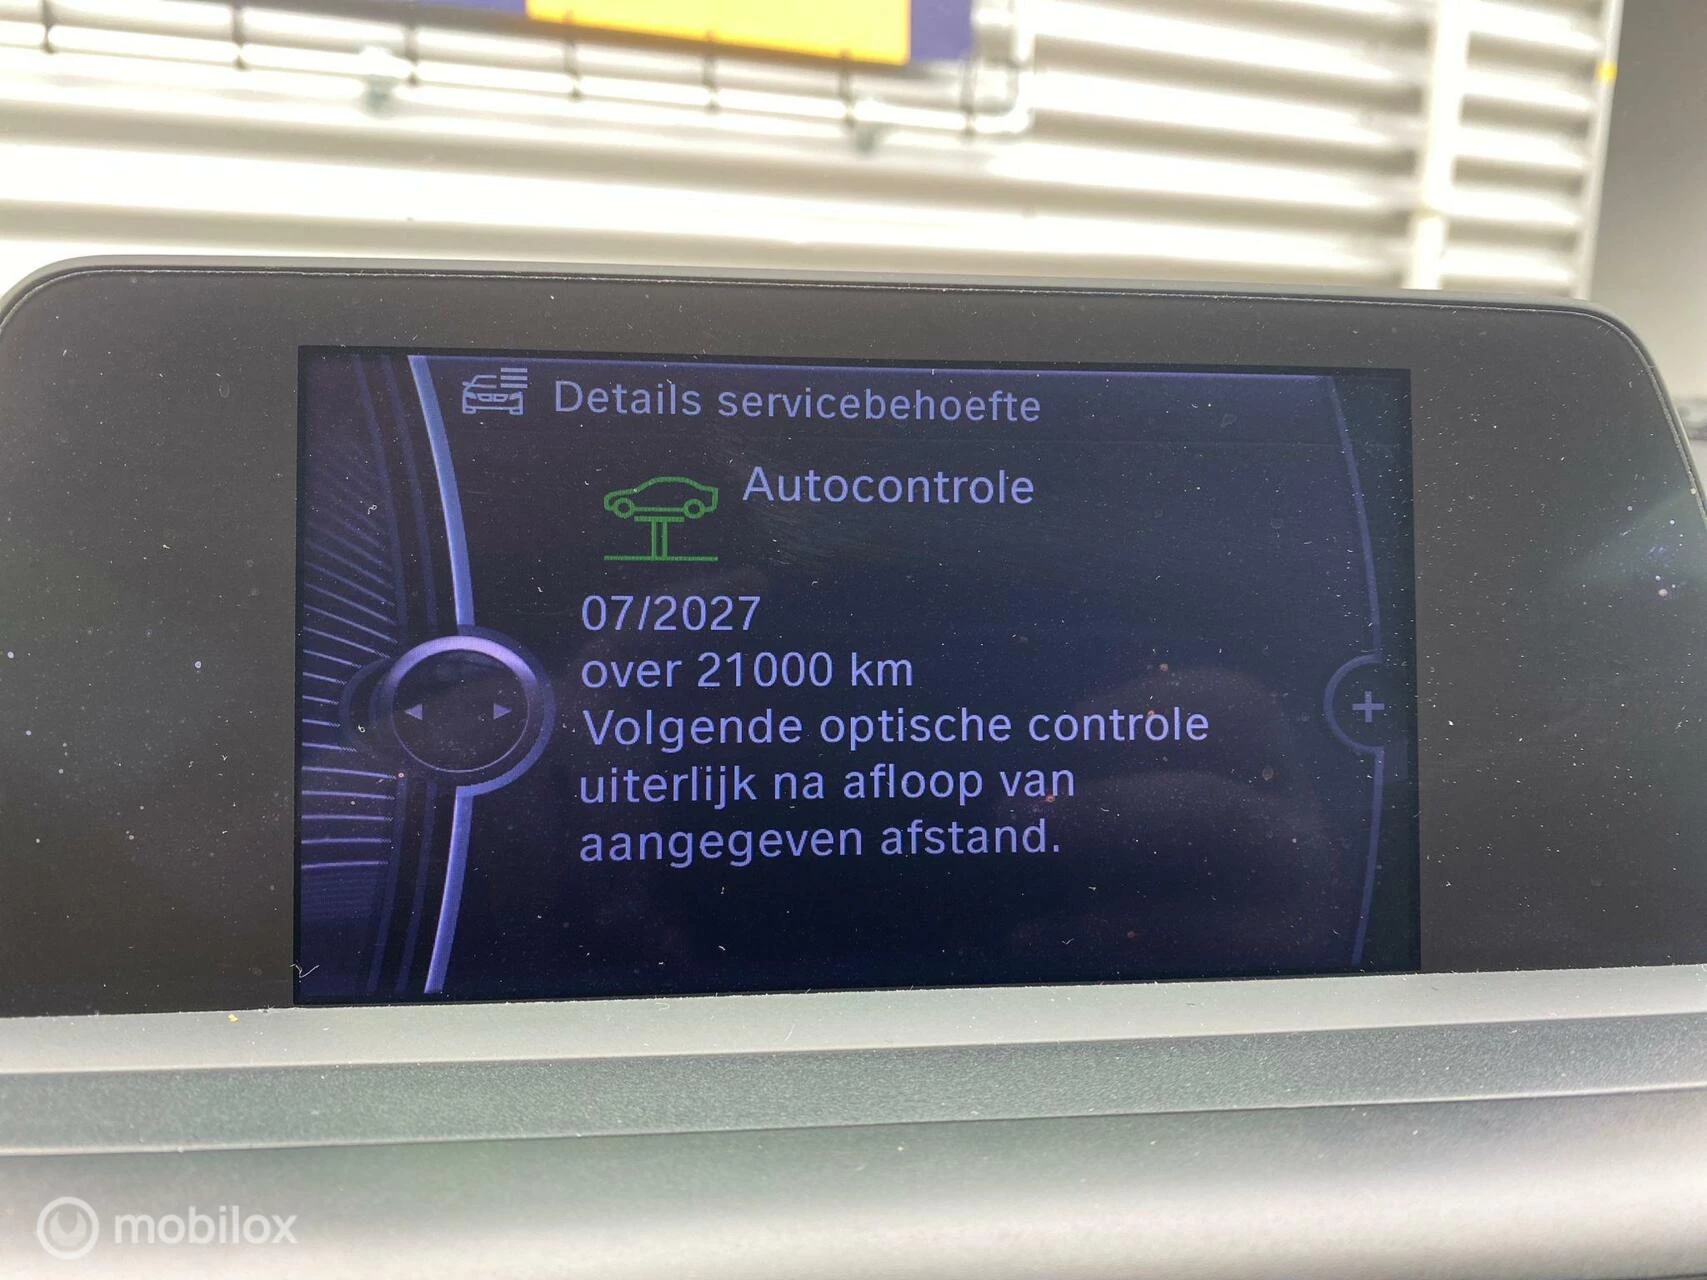 Details servicebehoefte
Autocontrole
07/2027
over 21000 km
Volgende optische controle
uiterlijk na afloop van
aangegeven afstand.
mobilox